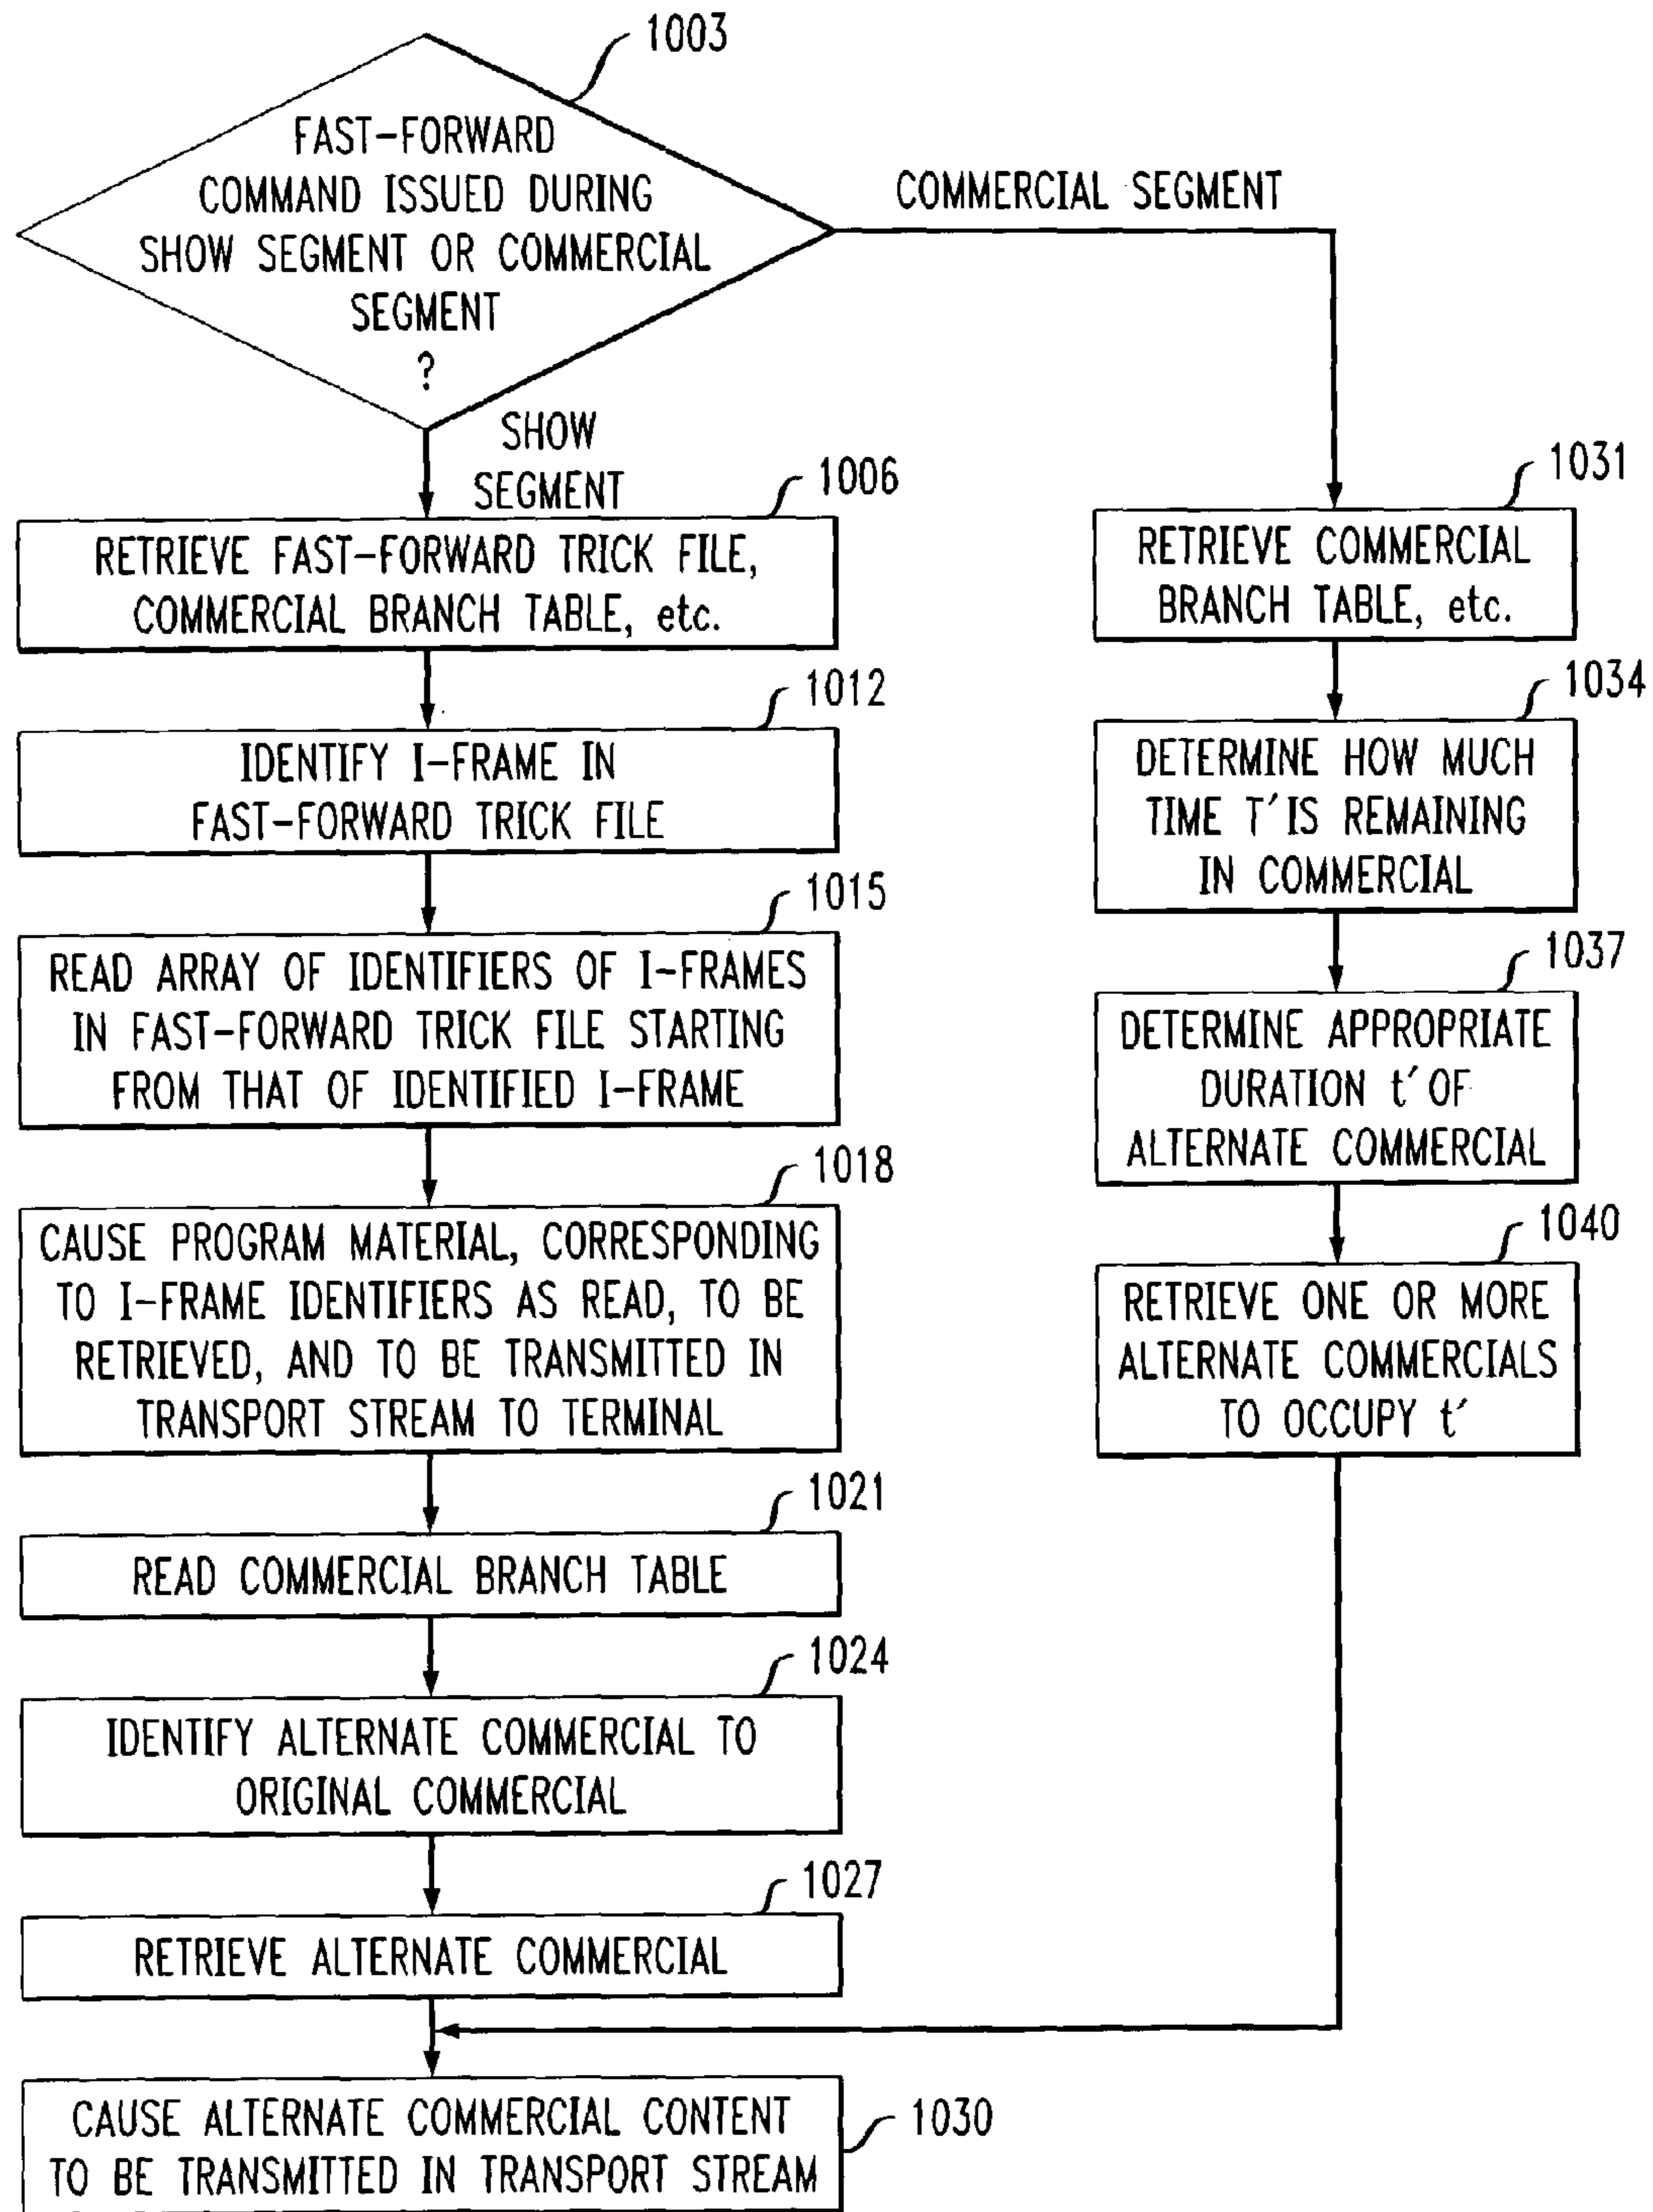 1003
FAST-FORWARD
COMMAND ISSUED DURING
SHOW SEGMENT OR COMMERCIAL
SEGMENT
?
COMMERCIAL SEGMENT
SHOW
SEGMENT
1006
RETRIEVE FAST-FORWARD TRICK FILE,
COMMERCIAL BRANCH TABLE, etc.
1012
IDENTIFY I-FRAME IN
FAST-FORWARD TRICK FILE
1015
READ ARRAY OF IDENTIFIERS OF I-FRAMES
IN FAST-FORWARD TRICK FILE STARTING
FROM THAT OF IDENTIFIED I-FRAME
1018
CAUSE PROGRAM MATERIAL, CORRESPONDING
TO I-FRAME IDENTIFIERS AS READ, TO BE
RETRIEVED, AND TO BE TRANSMITTED IN
TRANSPORT STREAM TO TERMINAL
1021
READ COMMERCIAL BRANCH TABLE
1024
IDENTIFY ALTERNATE COMMERCIAL TO
ORIGINAL COMMERCIAL
1027
RETRIEVE ALTERNATE COMMERCIAL
1031
RETRIEVE COMMERCIAL
BRANCH TABLE, etc.
1034
DETERMINE HOW MUCH
TIME T′ IS REMAINING
IN COMMERCIAL
1037
DETERMINE APPROPRIATE
DURATION t′ OF
ALTERNATE COMMERCIAL
1040
RETRIEVE ONE OR MORE
ALTERNATE COMMERCIALS
TO OCCUPY t′
CAUSE ALTERNATE COMMERCIAL CONTENT
TO BE TRANSMITTED IN TRANSPORT STREAM
1030